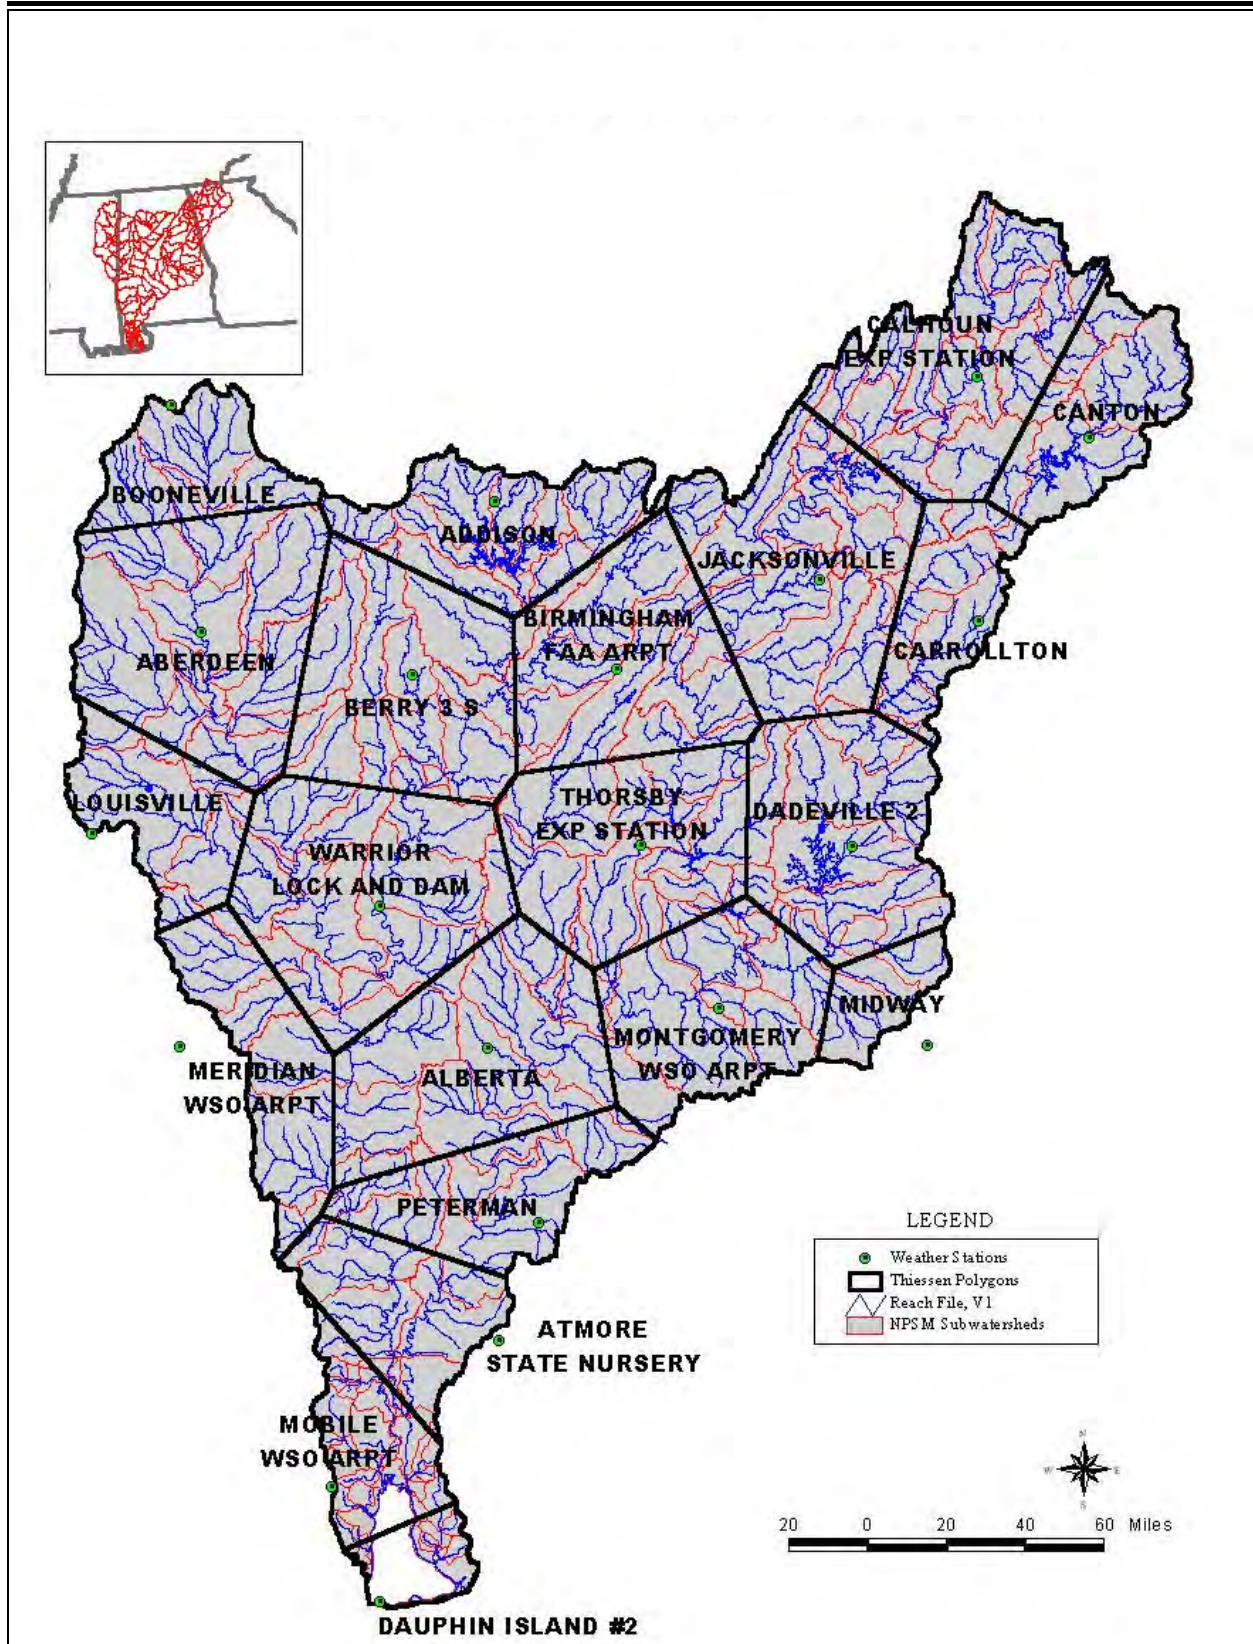 CALHOUN
EXP STATION
CANTON
BOONEVILLE
ADDISON
JACKSONVILLE
BIRMINGHAM
FAA ARPT
CARROLLTON
ABERDEEN
BERRY 3 S
LOUISVILLE
THORSBY
EXP STATION
DADEVILLE 2
WARRIOR
LOCK AND DAM
MIDWAY
MONTGOMERY
WSO ARPT
MERIDIAN
WSO ARPT
ALBERTA
PETERMAN
LEGEND
Weather Stations
Thiessen Polygons
Reach File, V1
NPSM Subwatersheds
ATMORE
STATE NURSERY
MOBILE
WSO ARPT
N
W E
S
20 0 20 40 60 Miles
DAUPHIN ISLAND #2